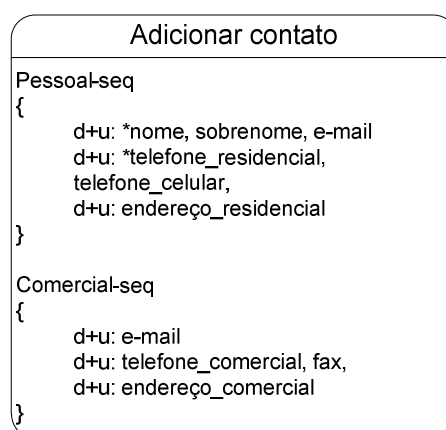 Adicionar contato
Pessoal-seq
{
d+u: *nome, sobrenome, e-mail
d+u: *telefone_residencial,
telefone_celular,
d+u: endereço_residencial
}
Comercial-seq
{
d+u: e-mail
d+u: telefone_comercial, fax,
d+u: endereço_comercial
}